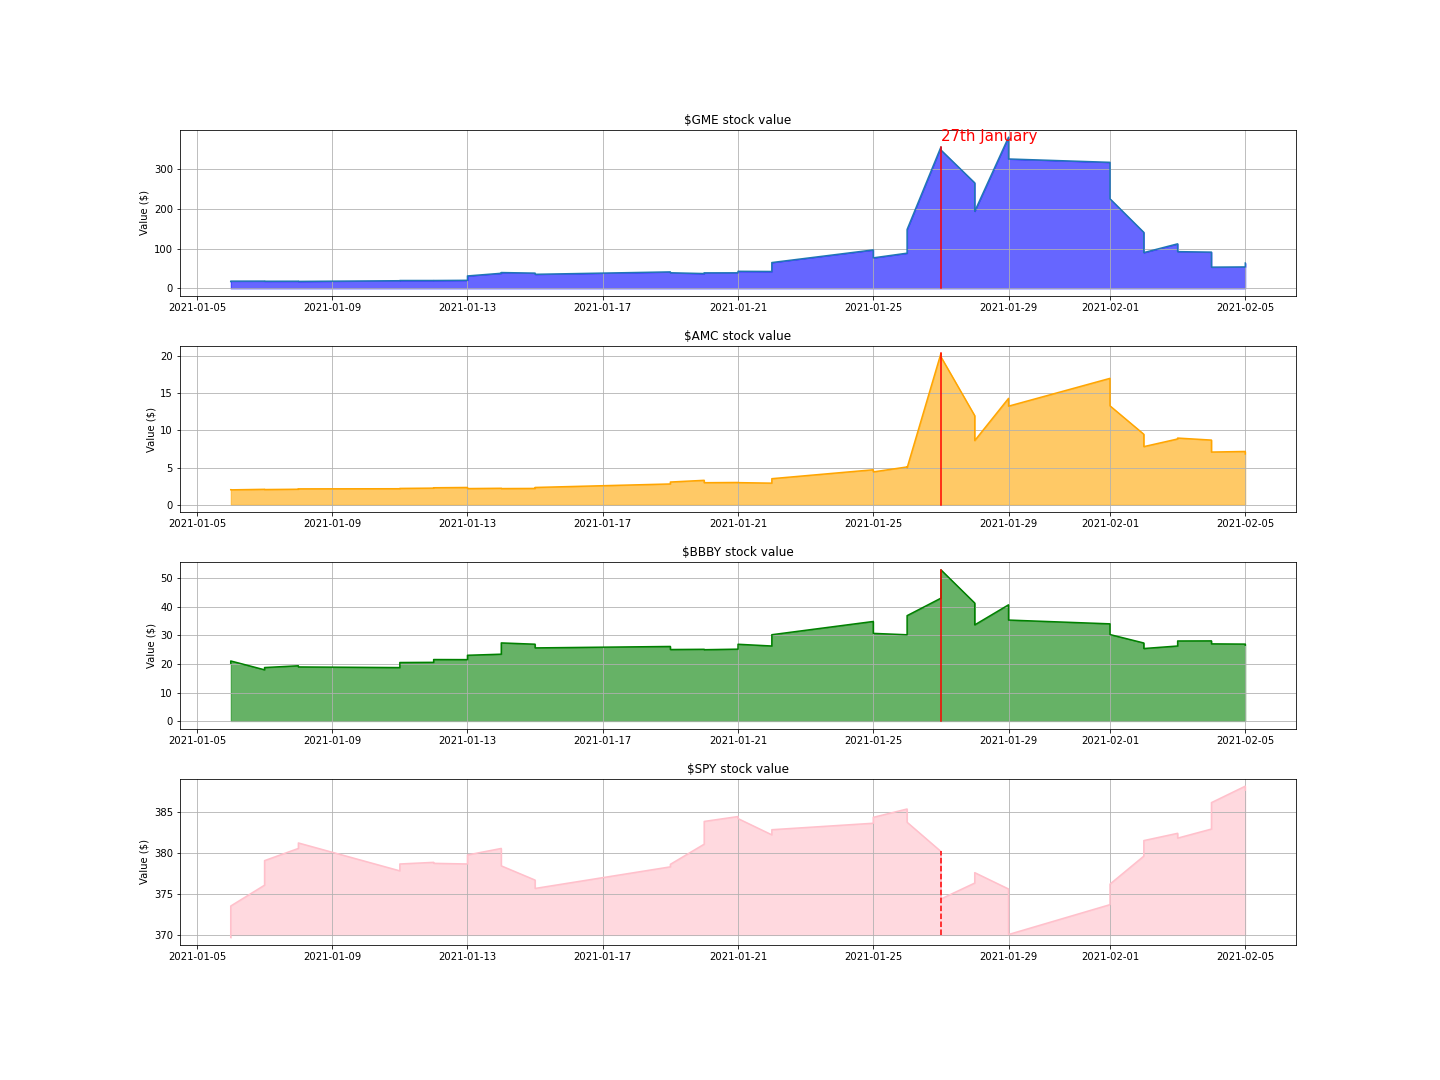 $GME stock value
27th January
Value ($)
300
200
100
0
2021-01-05 2021-01-09 2021-01-13 2021-01-17 2021-01-21 2021-01-25 2021-01-29 2021-02-01 2021-02-05
$AMC stock value
Value ($)
20
15
10
5
0
2021-01-05 2021-01-09 2021-01-13 2021-01-17 2021-01-21 2021-01-25 2021-01-29 2021-02-01 2021-02-05
$BBBY stock value
Value ($)
50
40
30
20
10
0
2021-01-05 2021-01-09 2021-01-13 2021-01-17 2021-01-21 2021-01-25 2021-01-29 2021-02-01 2021-02-05
$SPY stock value
Value ($)
385
380
375
370
2021-01-05 2021-01-09 2021-01-13 2021-01-17 2021-01-21 2021-01-25 2021-01-29 2021-02-01 2021-02-05